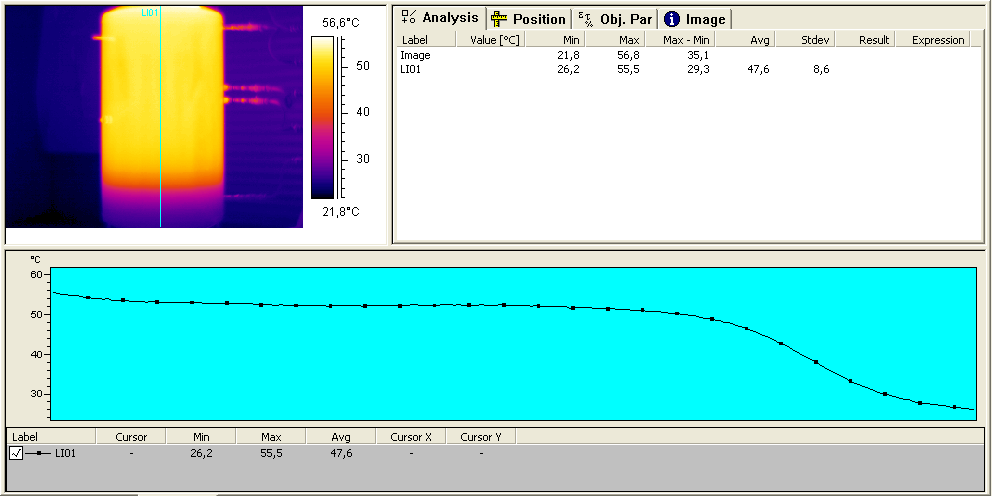 LI01
56,6°C
50
40
30
21,8°C
Analysis Position Obj. Par Image
Label Value [°C] Min Max Max - Min Avg Stdev Result Expression
Image 21,8 56,8 35,1
LI01 26,2 55,5 29,3 47,6 8,6
°C
60
50
40
30
Label Cursor Min Max Avg Cursor X Cursor Y
LI01 - 26,2 55,5 47,6 - -